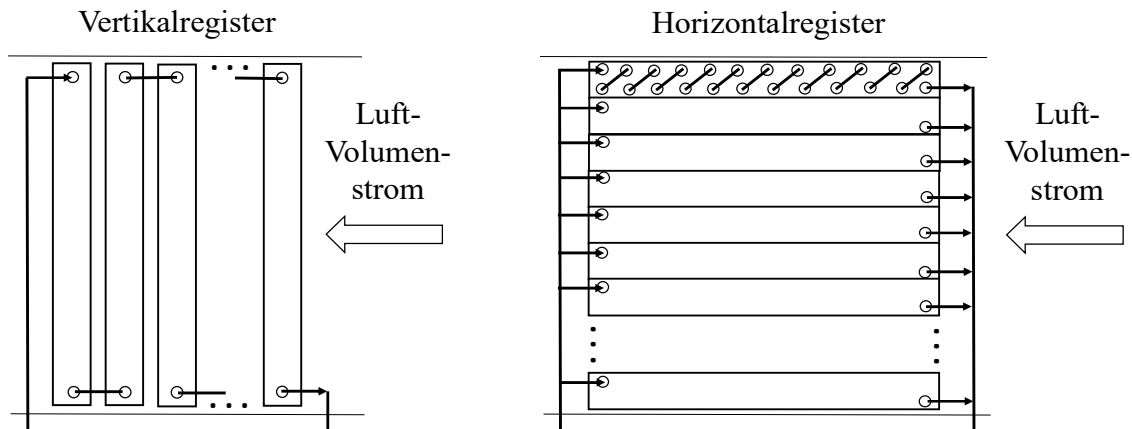 Vertikalregister
Horizontalregister
Luft-
Volumen-
strom
Luft-
Volumen-
strom